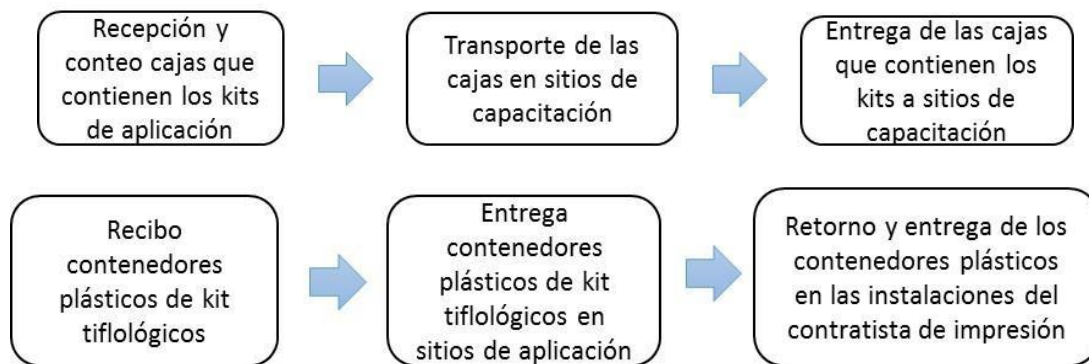 Recepción y
conteo cajas que
contienen los kits
de aplicación
Transporte de las
cajas en sitios de
capacitación
Entrega de las cajas
que contienen los
kits a sitios de
capacitación
Recibo
contenedores
plásticos de kit
tiflológicos
Entrega
contenedores
plásticos de kit
tiflológicos en
sitios de aplicación
Retorno y entrega de los
contenedores plásticos
en las instalaciones del
contratista de impresión